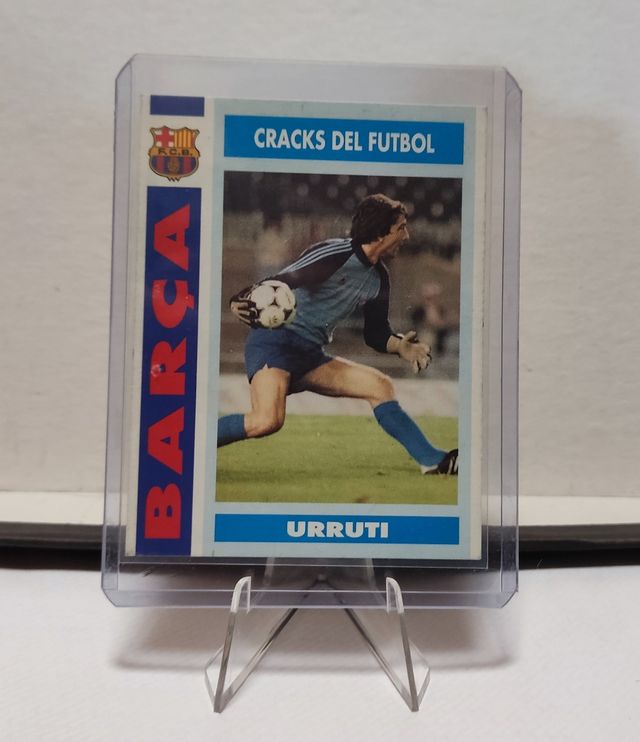 CRACKS DEL FUTBOL
F.C.B.
BARÇA
URRUTI